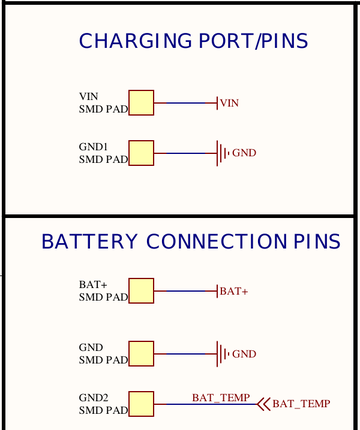 CHARGING PORT/PINS
VIN
SMD PAD
VIN
GND1
SMD PAD
GND
BATTERY CONNECTION PINS
BAT+
SMD PAD
BAT+
GND
SMD PAD
GND
GND2
SMD PAD
BAT_TEMP
BAT_TEMP